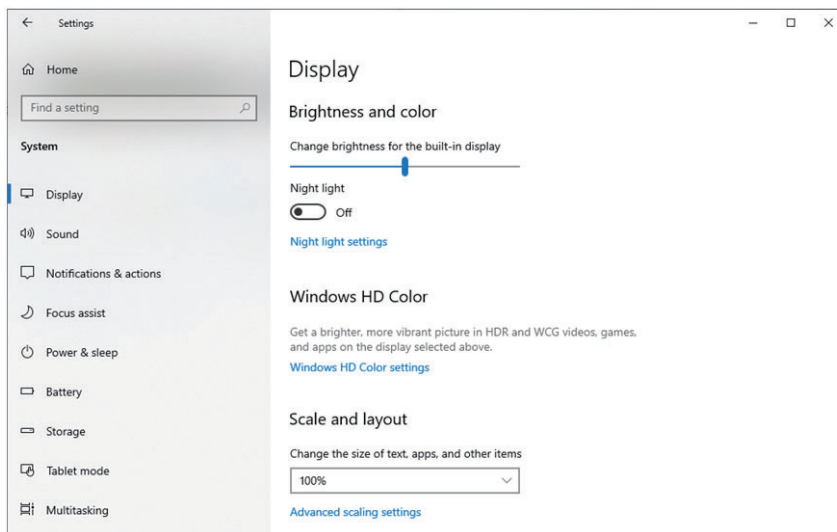 Settings
Home
Find a setting
System
Display
Sound
Notifications & actions
Focus assist
Power & sleep
Battery
Storage
Tablet mode
Multitasking
Display
Brightness and color
Change brightness for the built-in display
Night light
Off
Night light settings
Windows HD Color
Get a brighter, more vibrant picture in HDR and WCG videos, games,
and apps on the display selected above.
Windows HD Color settings
Scale and layout
Change the size of text, apps, and other items
100%
Advanced scaling settings